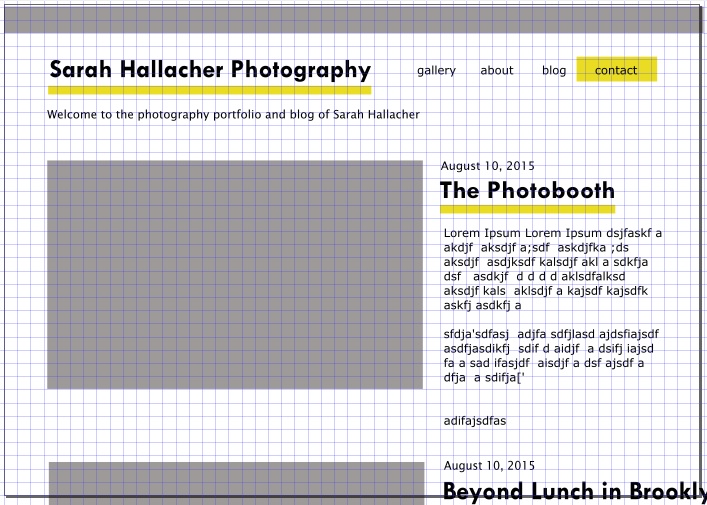 Sarah Hallacher Photography
gallery about blog contact
Welcome to the photography portfolio and blog of Sarah Hallacher
August 10, 2015
The Photobooth
Lorem Ipsum Lorem Ipsum dsjfaskf a
akdjf aksdjf a;sdf askdjfka ;ds
aksdjf asdjksdf kalsdjf akl a sdkfja
dsf asdkjf d d d d aklsdfalksd
aksdjf kals aklsdjf a kajsdf kajsdfk
askfj asdkfj a
sfdja'sdfasj adjfa sdfjlasd ajdsfiajsdf
asdfjasdikfj sdif d aidjf a dsifj iajsd
fa a sad ifasjdf aisdjf a dsf ajsdf a
dfja a sdifja['
adifajsdfas
August 10, 2015
Beyond Lunch in Brookly